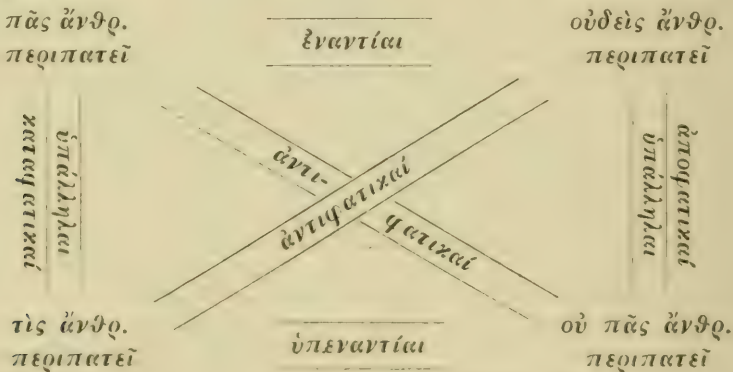 πᾶς ἄνθρ.
περιπατεῖ
ἐναντίαι
οὐδεὶς ἄνθρ.
περιπατεῖ
καταφατικαί
ὑπάλληλαι
ἀντι-
φατικαί
ἀντιφατικαί
ὑπάλληλαι
ἀποφατικαί
τὶς ἄνθρ.
περιπατεῖ
ὑπεναντίαι
οὐ πᾶς ἄνθρ.
περιπατεῖ